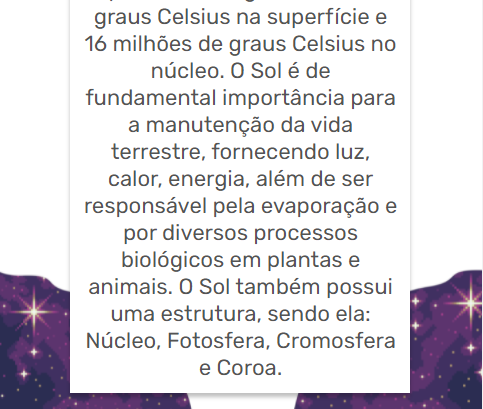 graus Celsius na superfície e
16 milhões de graus Celsius no
núcleo. O Sol é de
fundamental importância para
a manutenção da vida
terrestre, fornecendo luz,
calor, energia, além de ser
responsável pela evaporação e
por diversos processos
biológicos em plantas e
animais. O Sol também possui
uma estrutura, sendo ela:
Núcleo, Fotosfera, Cromosfera
e Coroa.